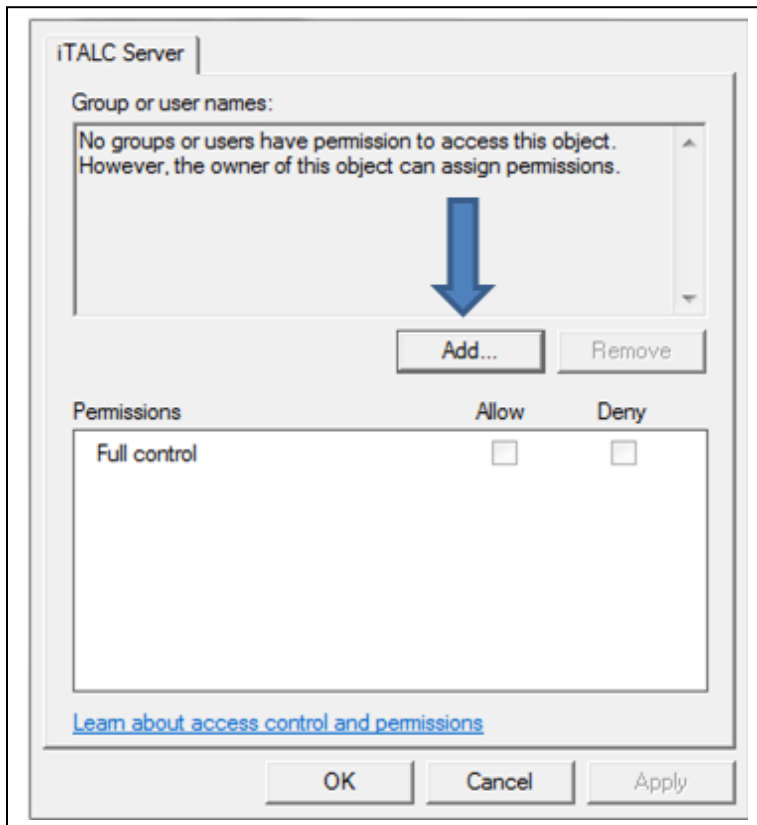 iTALC Server
Group or user names:
No groups or users have permission to access this object.
However, the owner of this object can assign permissions.
Add...
Remove
Permissions
Allow
Deny
Full control
Learn about access control and permissions
OK
Cancel
Apply